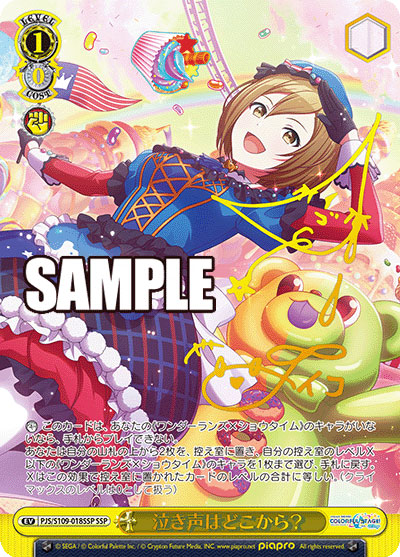 LEVEL
1
0
COST
SAMPLE
このカードは、あなたの《ワンダーランズ×ショウタイム》のキャラがいな
いなら、手札からプレイできない。
あなたは自分の山札の上から2枚を、控え室に置き、自分の控え室のレベルX
以下の《ワンダーランズ×ショウタイム》のキャラを1枚まで選び、手札に戻す。
Xはこの効果で控え室に置かれたカードのレベルの合計に等しい。(クライ
マックスのレベルは0として扱う)
EV PJS/S109-018SSP SSP
泣き声はどこから?
COLORFUL STAGE!
© SEGA / © Colorful Palette Inc. / © Crypton Future Media, INC. www.piapro.net piapro